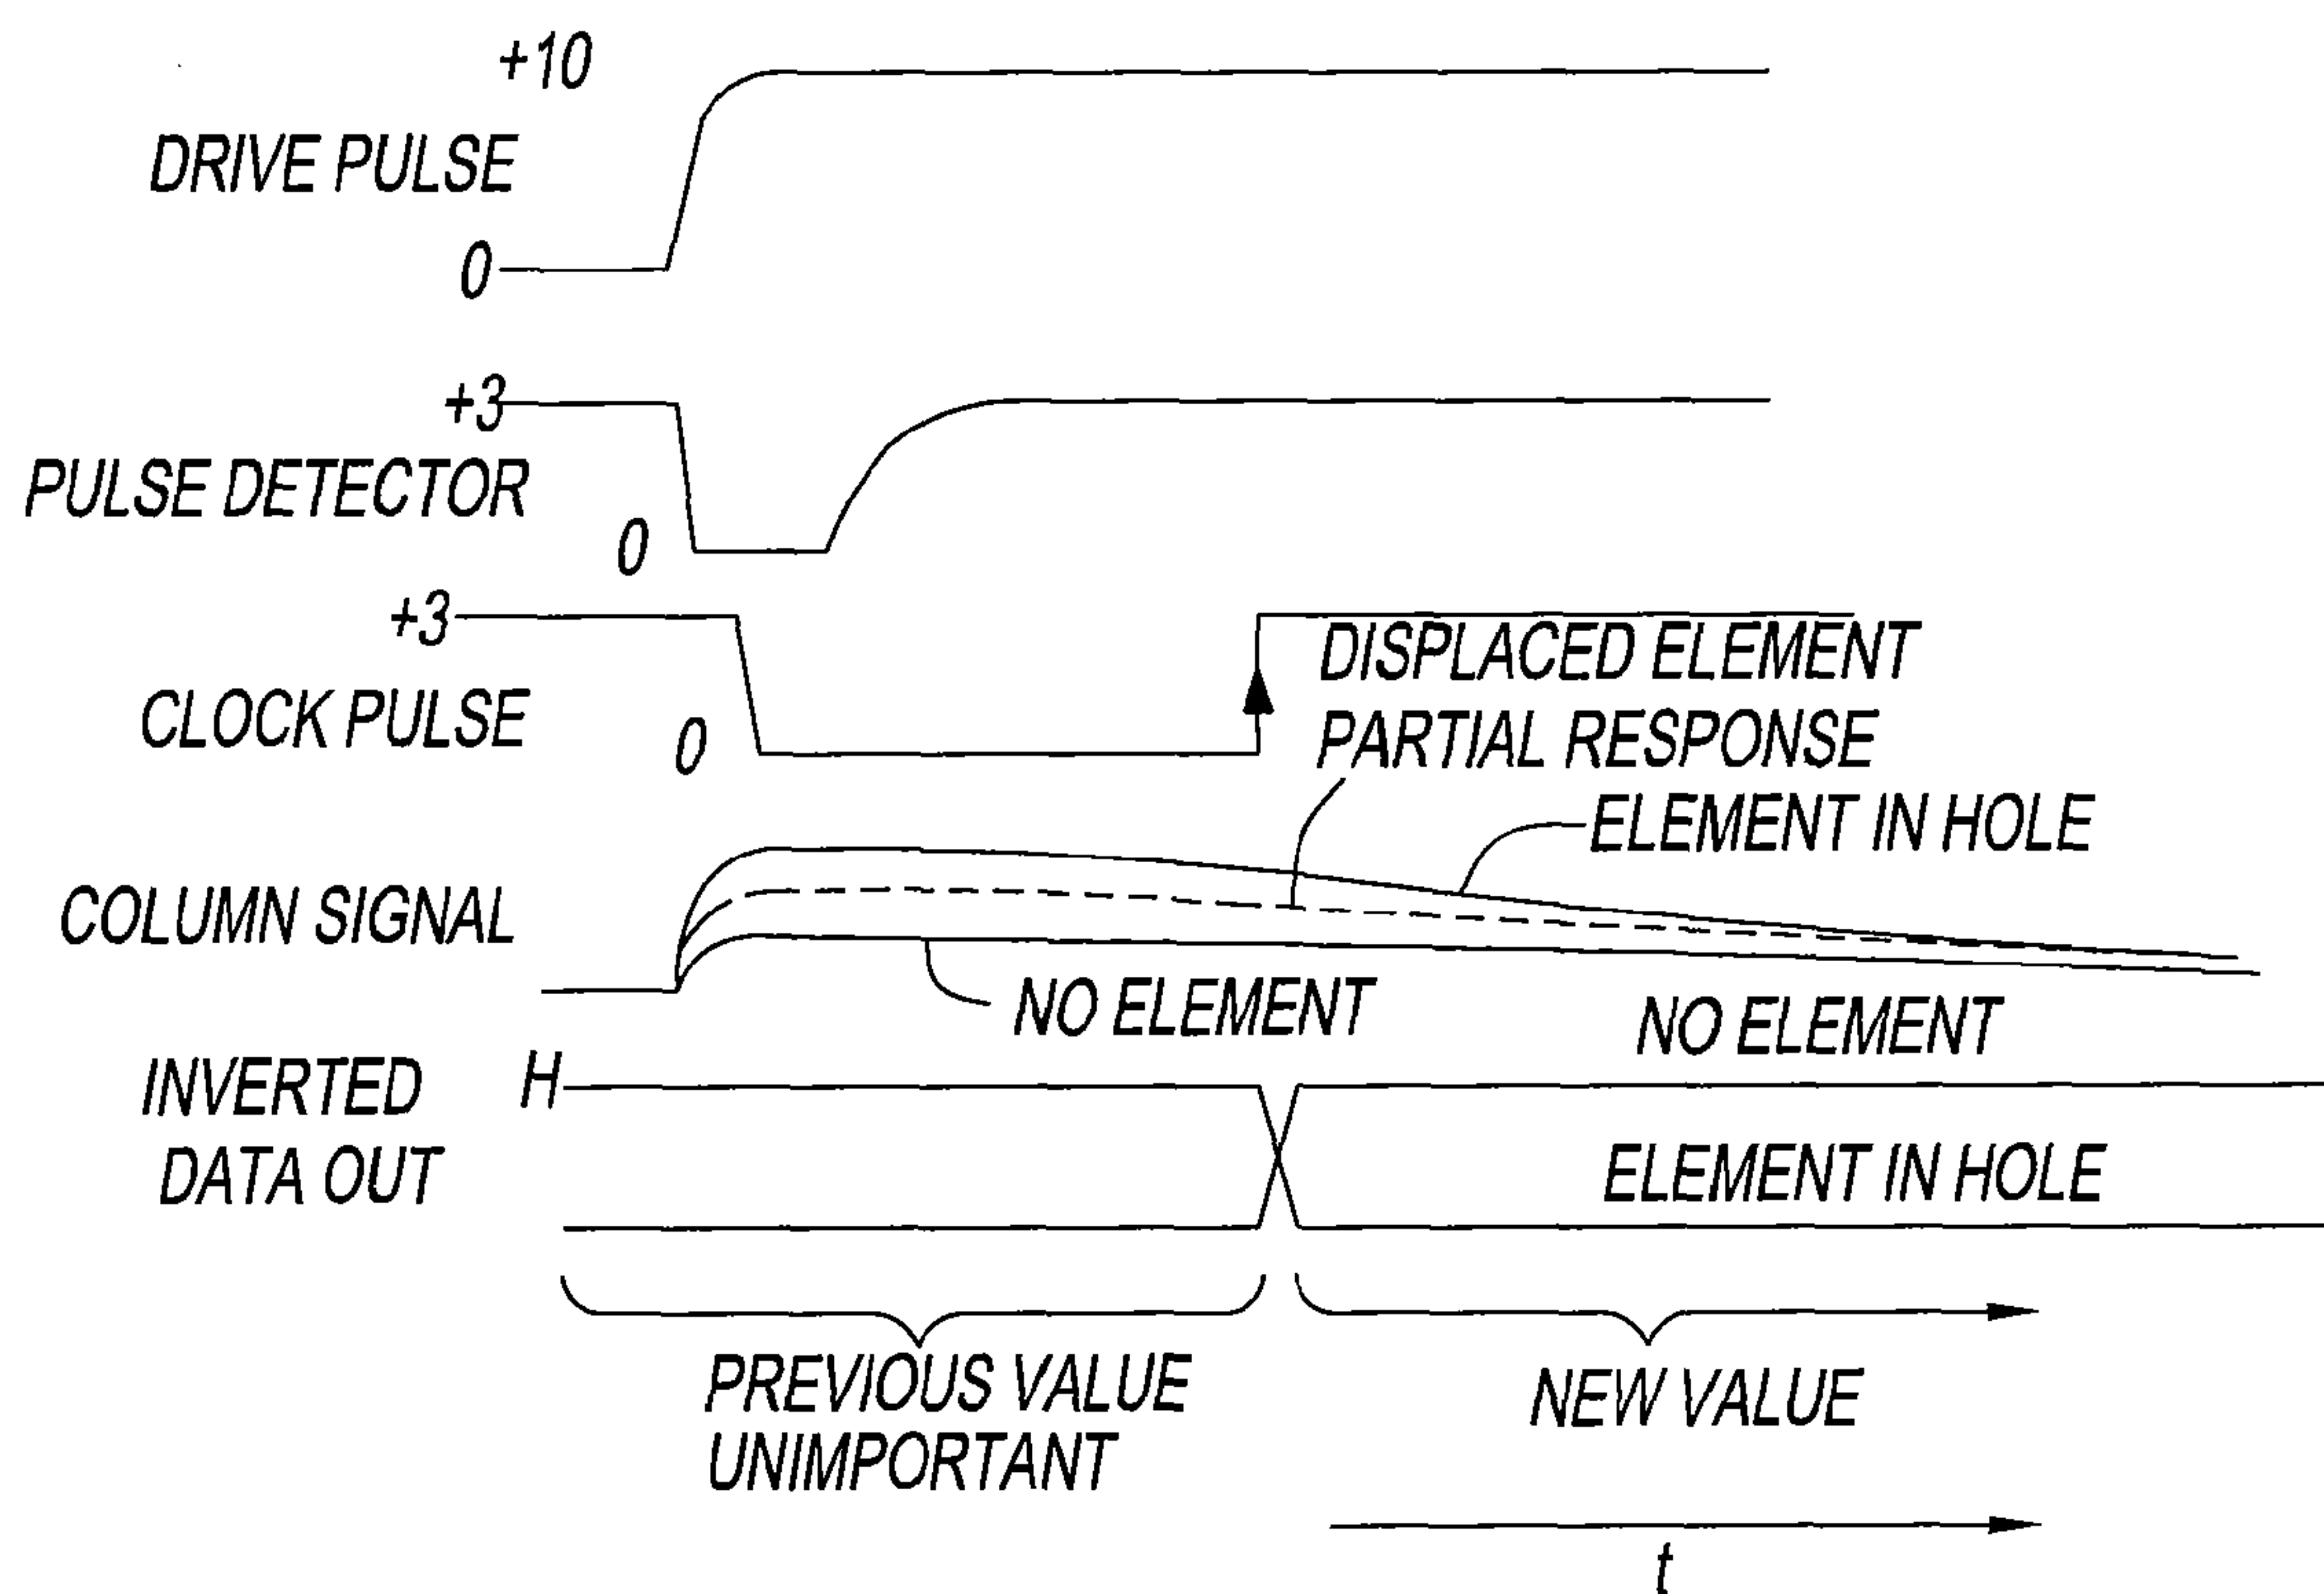 +10
DRIVE PULSE
0
+3
PULSE DETECTOR
0
+3
CLOCK PULSE
0
DISPLACED ELEMENT
PARTIAL RESPONSE
ELEMENT IN HOLE
COLUMN SIGNAL
NO ELEMENT
NO ELEMENT
INVERTED
DATA OUT
H
ELEMENT IN HOLE
PREVIOUS VALUE
UNIMPORTANT
NEW VALUE
t